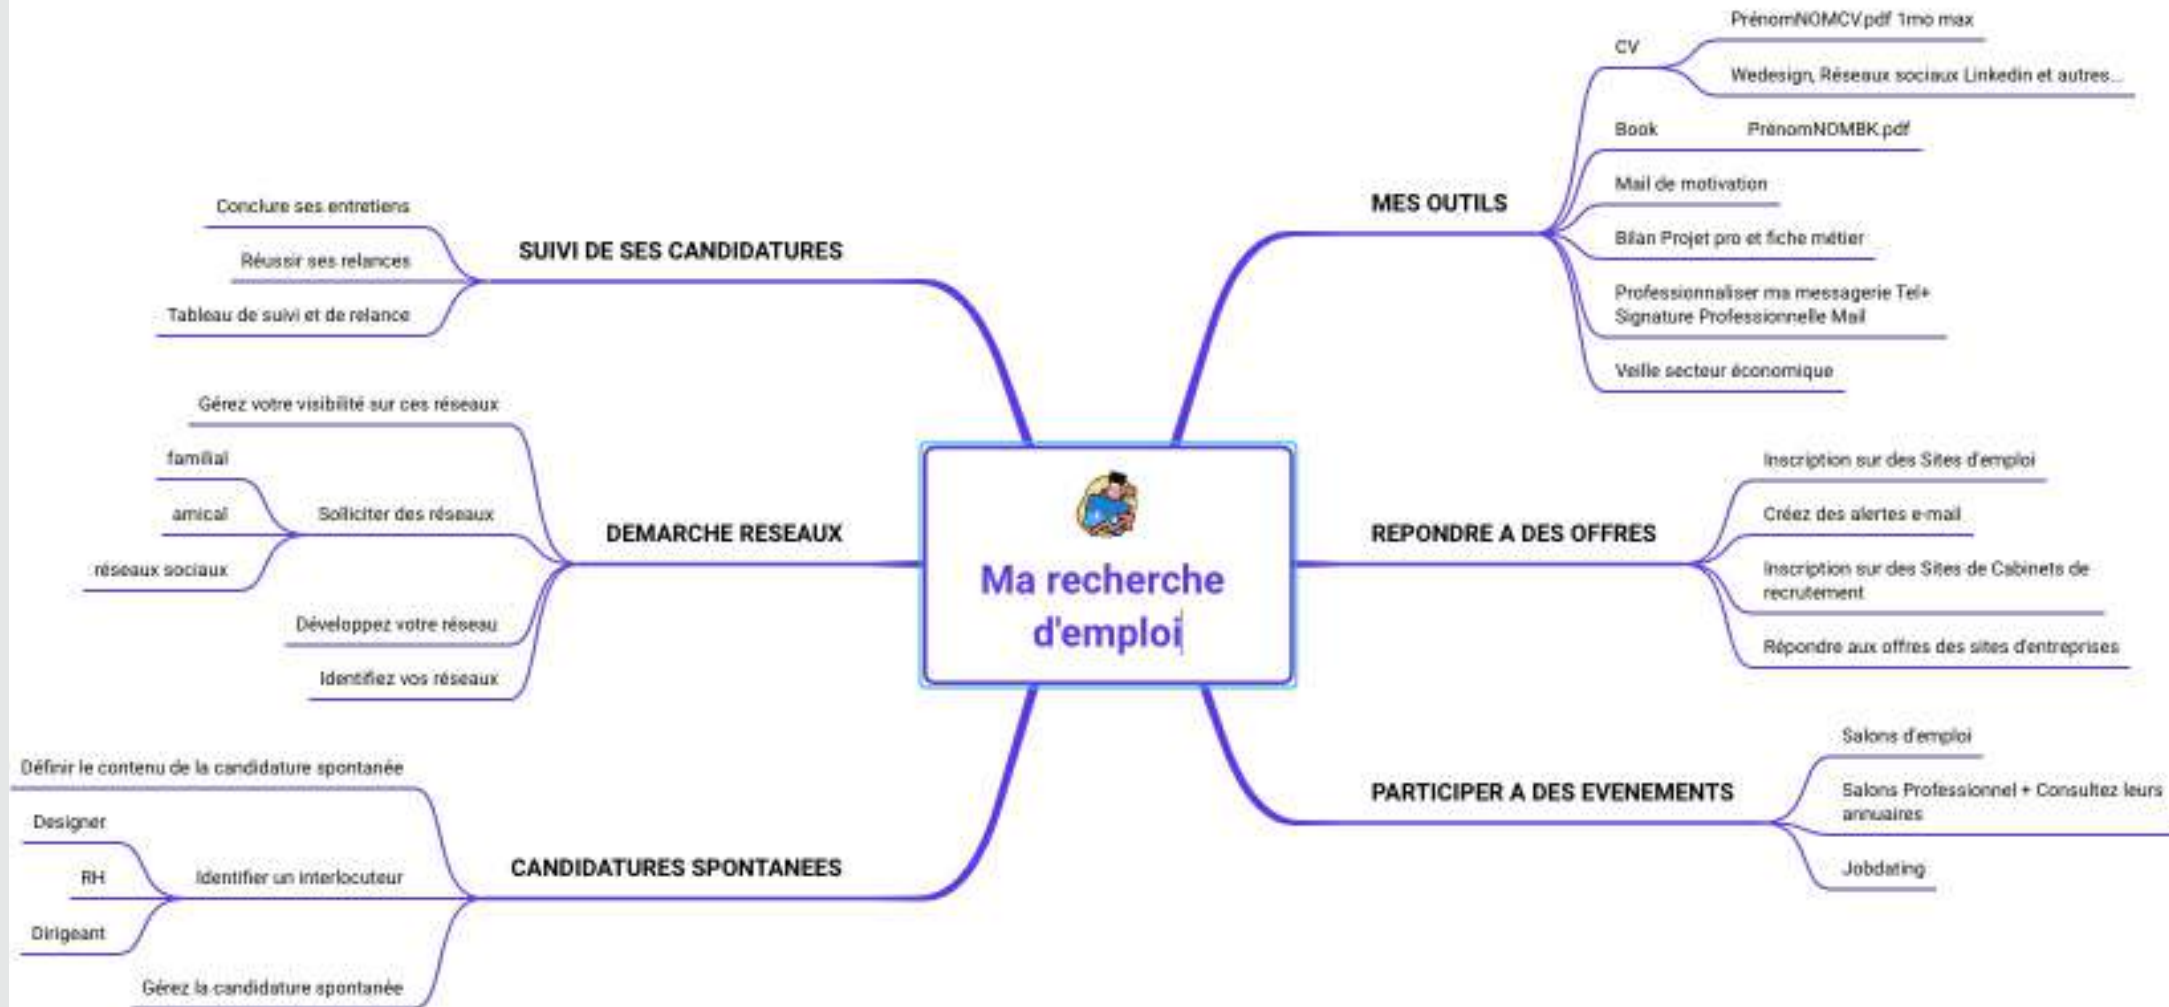 Ma recherche
d'emploi
MES OUTILS
CV
PrénomNOMCV.pdf 1mo max
Wedesign, Réseaux sociaux Linkedin et autres...
Book
PrénomNOMBK.pdf
Mail de motivation
Bilan Projet pro et fiche métier
Professionnaliser ma messagerie Tel+
Signature Professionnelle Mail
Veille secteur économique
REPONDRE A DES OFFRES
Inscription sur des Sites d'emploi
Créez des alertes e-mail
Inscription sur des Sites de Cabinets de
recrutement
Répondre aux offres des sites d'entreprises
PARTICIPER A DES EVENEMENTS
Salons d'emploi
Salons Professionnel + Consultez leurs
annuaires
Jobdating
SUIVI DE SES CANDIDATURES
Conclure ses entretiens
Réussir ses relances
Tableau de suivi et de relance
DEMARCHE RESEAUX
Gérez votre visibilité sur ces réseaux
Solliciter des réseaux
familial
amical
réseaux sociaux
Développez votre réseau
Identifiez vos réseaux
CANDIDATURES SPONTANEES
Définir le contenu de la candidature spontanée
Identifier un interlocuteur
Designer
RH
Dirigeant
Gérez la candidature spontanée